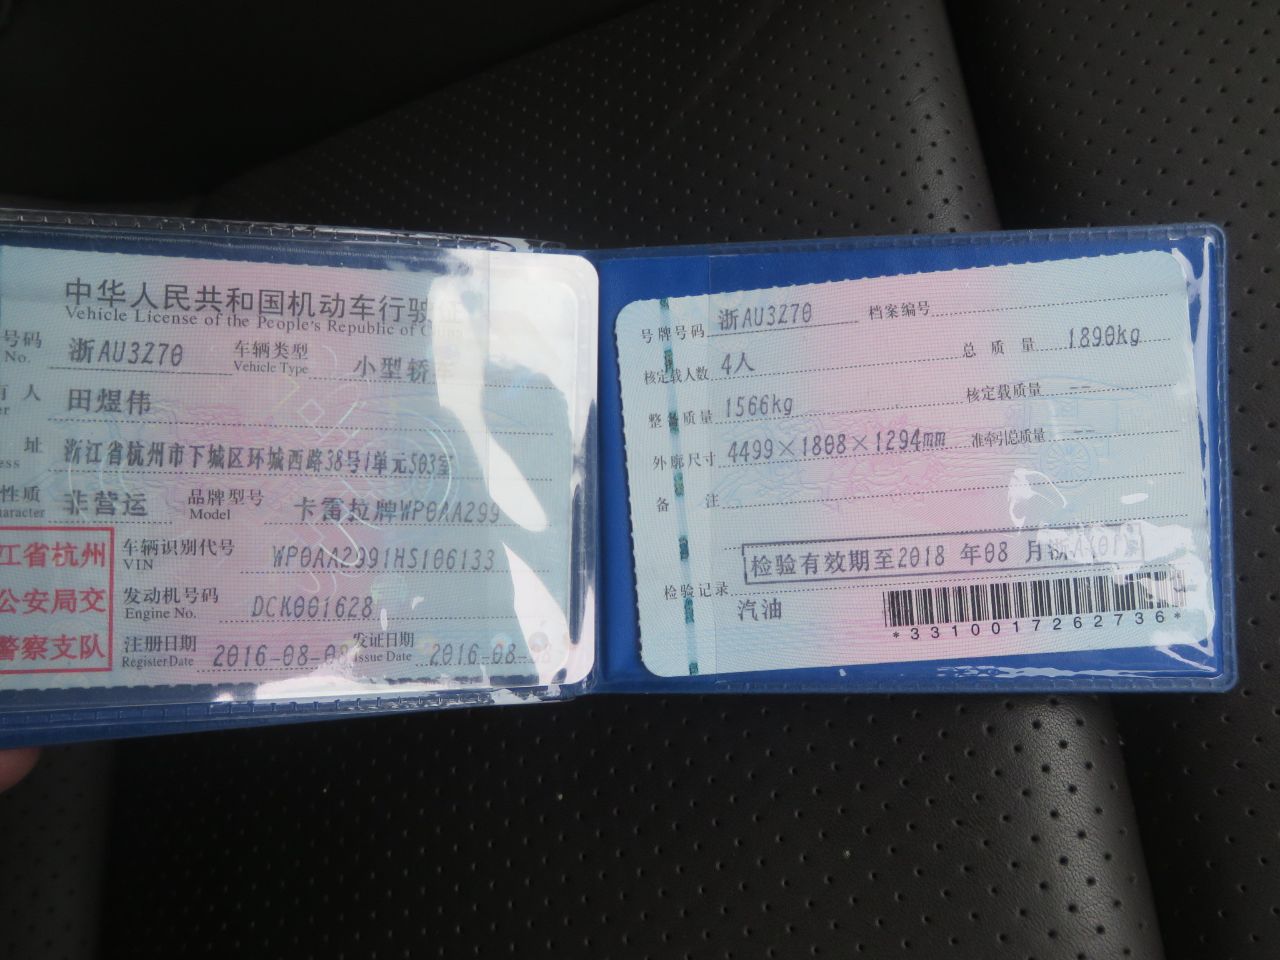 中华人民共和国机动车行驶证
Vehicle License of the People's Republic of
号码 浙AU3Z70 车辆类型 小型轿车
No. Vehicle Type
有人 田煜伟
址 浙江省杭州市下城区环城西路38号1单元503室
性质 非营运 品牌型号 卡雷拉牌WP0AA299
Model
江省杭州
公安局交
警察支队
车辆识别代号 WP0AA2991HS106133
VIN
发动机号码 DCK001628
Engine No.
注册日期 2016-08-08 发证日期 2016-08-08
Register Date Issue Date
号牌号码 浙AU3Z70 档案编号
核定载人数 4人 总质量 1890kg
整备质量 1566kg 核定载质量 --
外廓尺寸 4499×1808×1294mm 准牵引总质量 --
备注
检验有效期至2018 年08 月浙A
检验记录
汽油
*3310017262736*